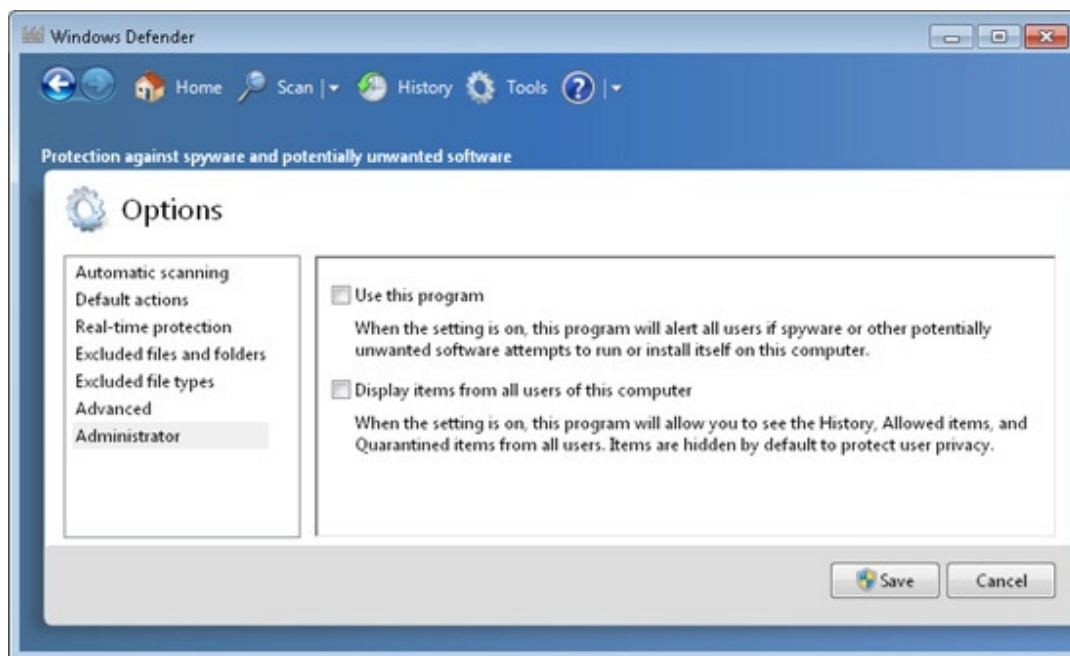 Windows Defender
Home Scan History Tools ?
Protection against spyware and potentially unwanted software
Options
Automatic scanning
Default actions
Real-time protection
Excluded files and folders
Excluded file types
Advanced
Administrator
Use this program
When the setting is on, this program will alert all users if spyware or other potentially
unwanted software attempts to run or install itself on this computer.
Display items from all users of this computer
When the setting is on, this program will allow you to see the History, Allowed items, and
Quarantined items from all users. Items are hidden by default to protect user privacy.
Save Cancel